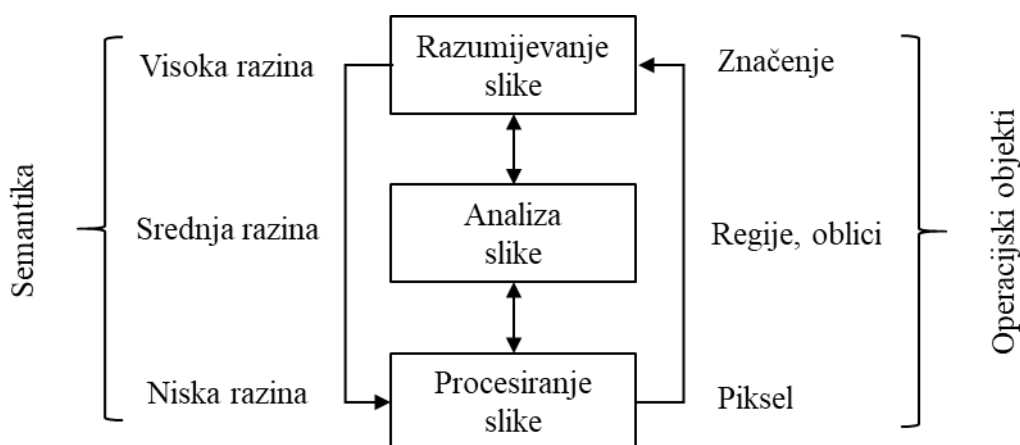 Semantika
Visoka razina
Srednja razina
Niska razina
Razumijevanje
slike
Analiza
slike
Procesiranje
slike
Značenje
Regije, oblici
Piksel
Operacijski objekti